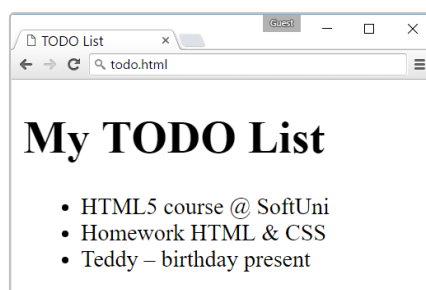 Guest
TODO List
todo.html
My TODO List
HTML5 course @ SoftUni
Homework HTML & CSS
Teddy – birthday present